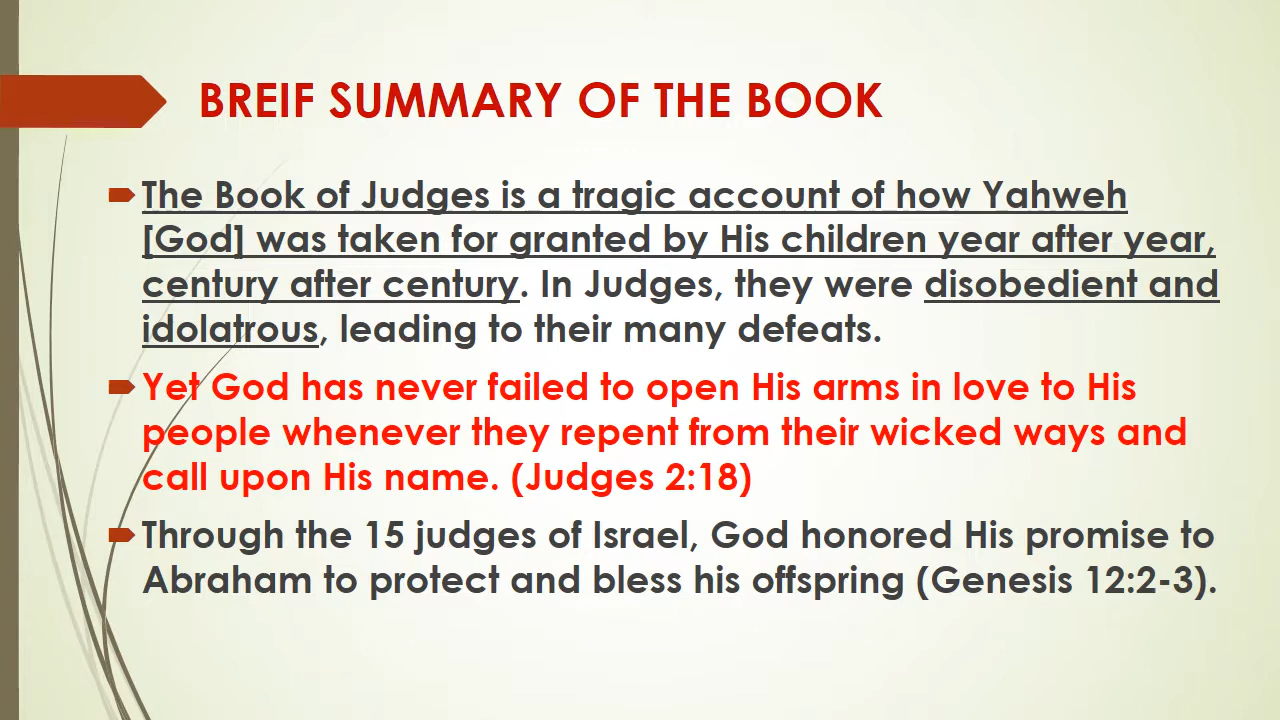 BREIF SUMMARY OF THE BOOK
The Book of Judges is a tragic account of how Yahweh
[God] was taken for granted by His children year after year,
century after century. In Judges, they were disobedient and
idolatrous, leading to their many defeats.
Yet God has never failed to open His arms in love to His
people whenever they repent from their wicked ways and
call upon His name. (Judges 2:18)
Through the 15 judges of Israel, God honored His promise to
Abraham to protect and bless his offspring (Genesis 12:2-3).